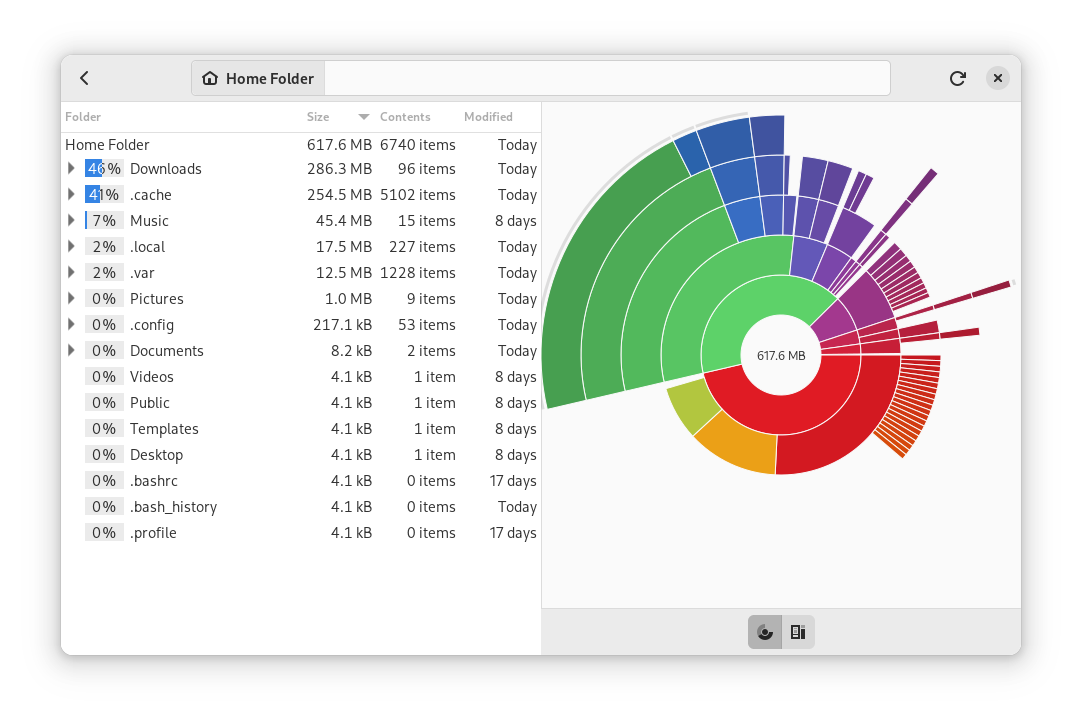 Home Folder
Folder Size Contents Modified
Home Folder 617.6 MB 6740 items Today
46% Downloads 286.3 MB 96 items Today
41% .cache 254.5 MB 5102 items Today
7% Music 45.4 MB 15 items 8 days
2% .local 17.5 MB 227 items Today
2% .var 12.5 MB 1228 items Today
0% Pictures 1.0 MB 9 items Today
0% .config 217.1 kB 53 items Today
0% Documents 8.2 kB 2 items Today
0% Videos 4.1 kB 1 item 8 days
0% Public 4.1 kB 1 item 8 days
0% Templates 4.1 kB 1 item 8 days
0% Desktop 4.1 kB 1 item 8 days
0% .bashrc 4.1 kB 0 items 17 days
0% .bash_history 4.1 kB 0 items Today
0% .profile 4.1 kB 0 items 17 days
617.6 MB